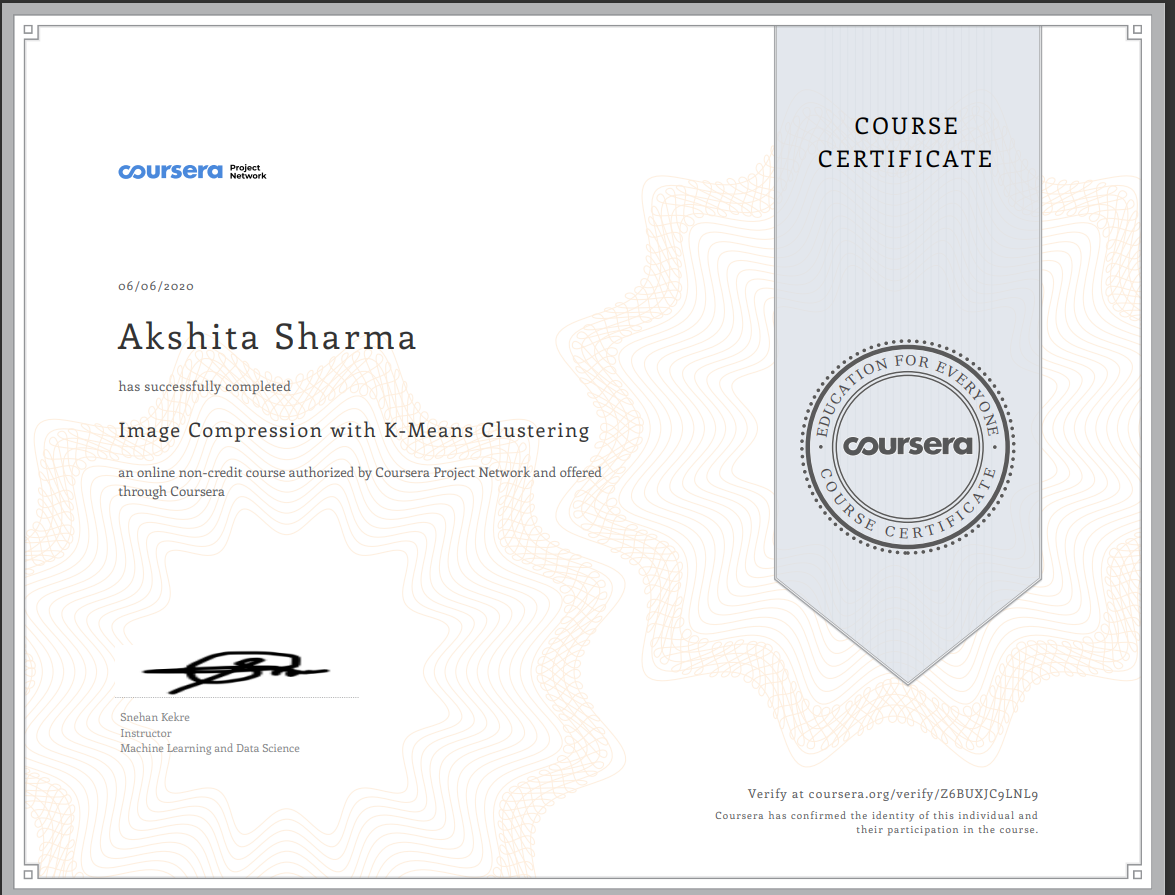 COURSE
CERTIFICATE
coursera Project
Network
06/06/2020
Akshita Sharma
has successfully completed
Image Compression with K-Means Clustering
an online non-credit course authorized by Coursera Project Network and offered
through Coursera
EDUCATION FOR EVERYONE
coursera
COURSE CERTIFICATE
Snehan Kekre
Instructor
Machine Learning and Data Science
Verify at coursera.org/verify/Z6BUXJC9LNL9
Coursera has confirmed the identity of this individual and
their participation in the course.